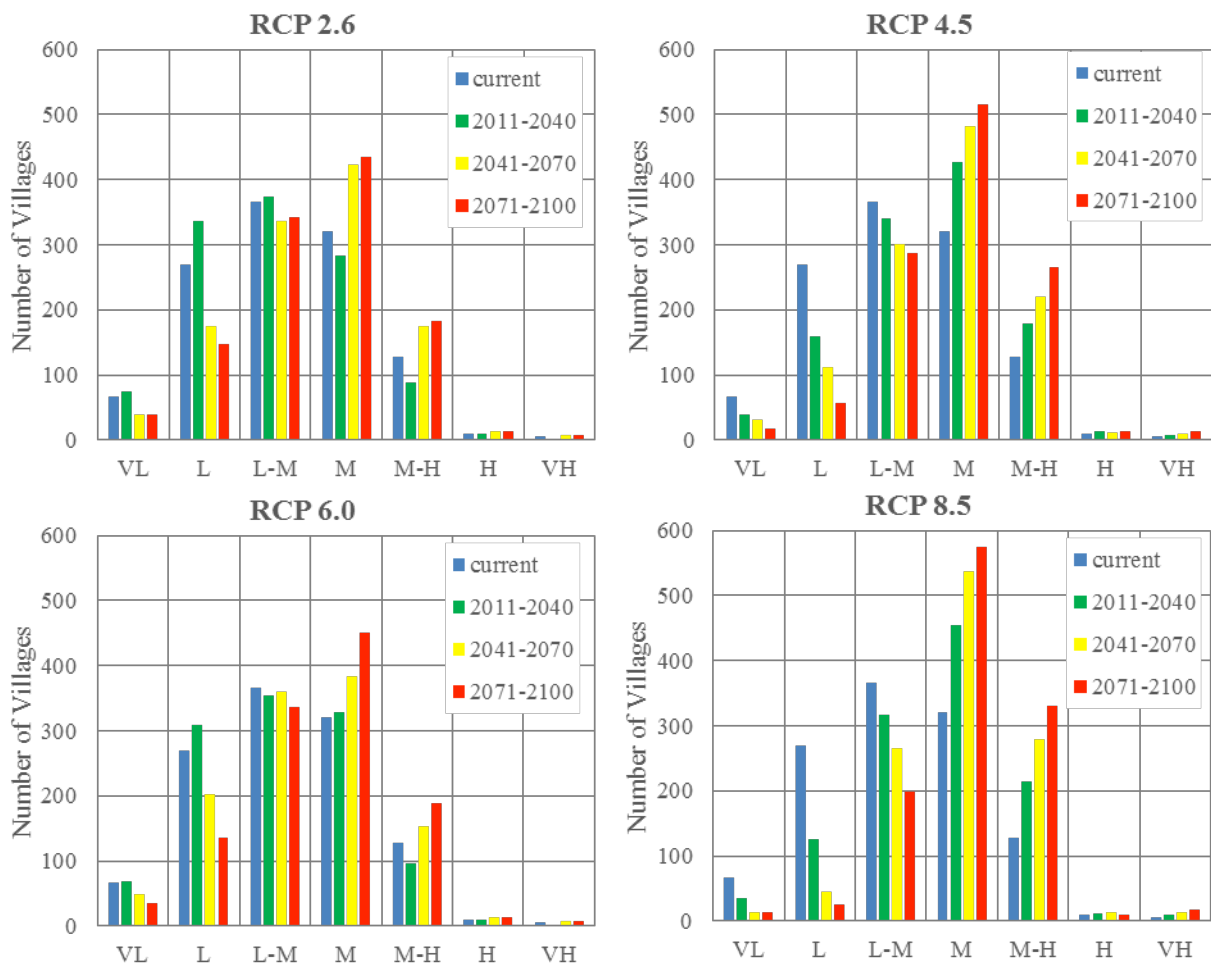 RCP 2.6
Number of Villages
600
500
400
300
200
100
0
current
2011-2040
2041-2070
2071-2100
VL L L-M M M-H H VH
RCP 4.5
Number of Villages
600
500
400
300
200
100
0
current
2011-2040
2041-2070
2071-2100
VL L L-M M M-H H VH
RCP 6.0
Number of Villages
600
500
400
300
200
100
0
current
2011-2040
2041-2070
2071-2100
VL L L-M M M-H H VH
RCP 8.5
Number of Villages
600
500
400
300
200
100
0
current
2011-2040
2041-2070
2071-2100
VL L L-M M M-H H VH